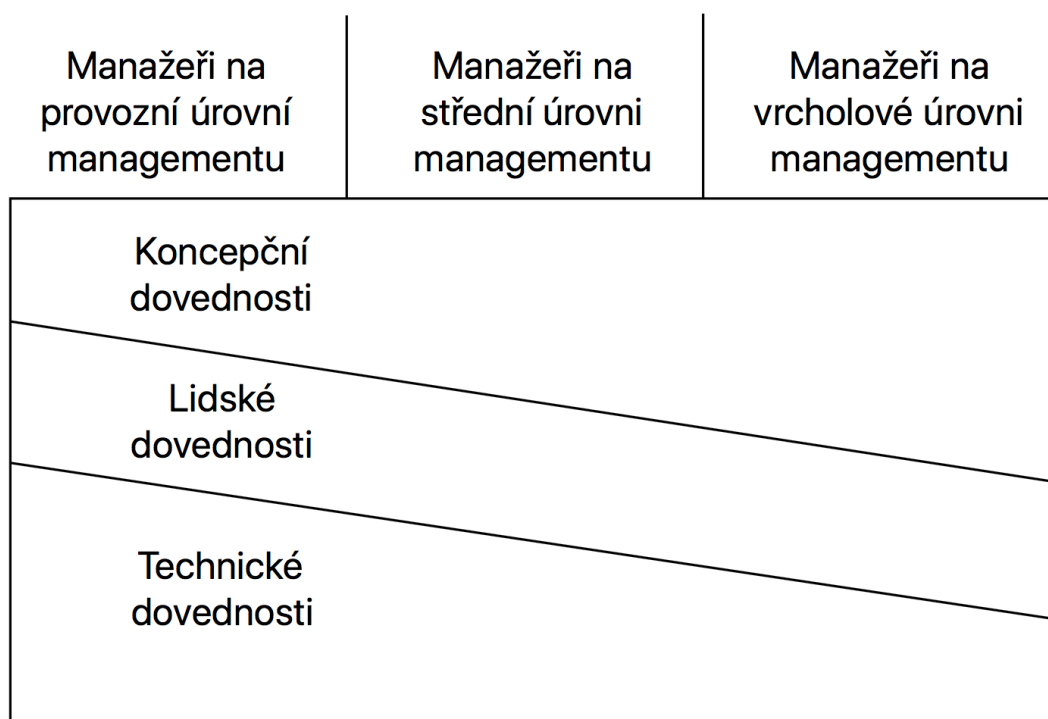 Manažeři na
provozní úrovní
managementu
Manažeři na
střední úrovni
managementu
Manažeři na
vrcholové úrovni
managementu
Koncepční
dovednosti
Lidské
dovednosti
Technické
dovednosti